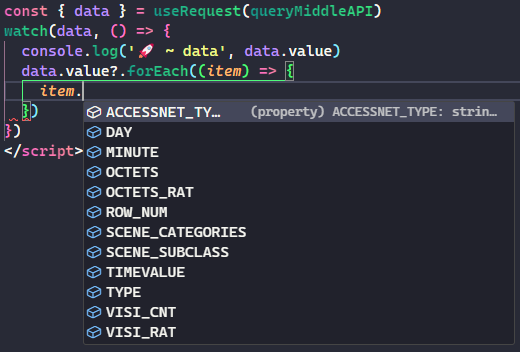 const { data } = useRequest(queryMiddleAPI)
watch(data, () => {
console.log('🚀 ~ data', data.value)
data.value?.forEach((item) => {
item.
ACCESSNET_TY… (property) ACCESSNET_TYPE: strin…
})
DAY
})
MINUTE
</script>
OCTETS
OCTETS_RAT
ROW_NUM
SCENE_CATEGORIES
SCENE_SUBCLASS
TIMEVALUE
TYPE
VISI_CNT
VISI_RAT